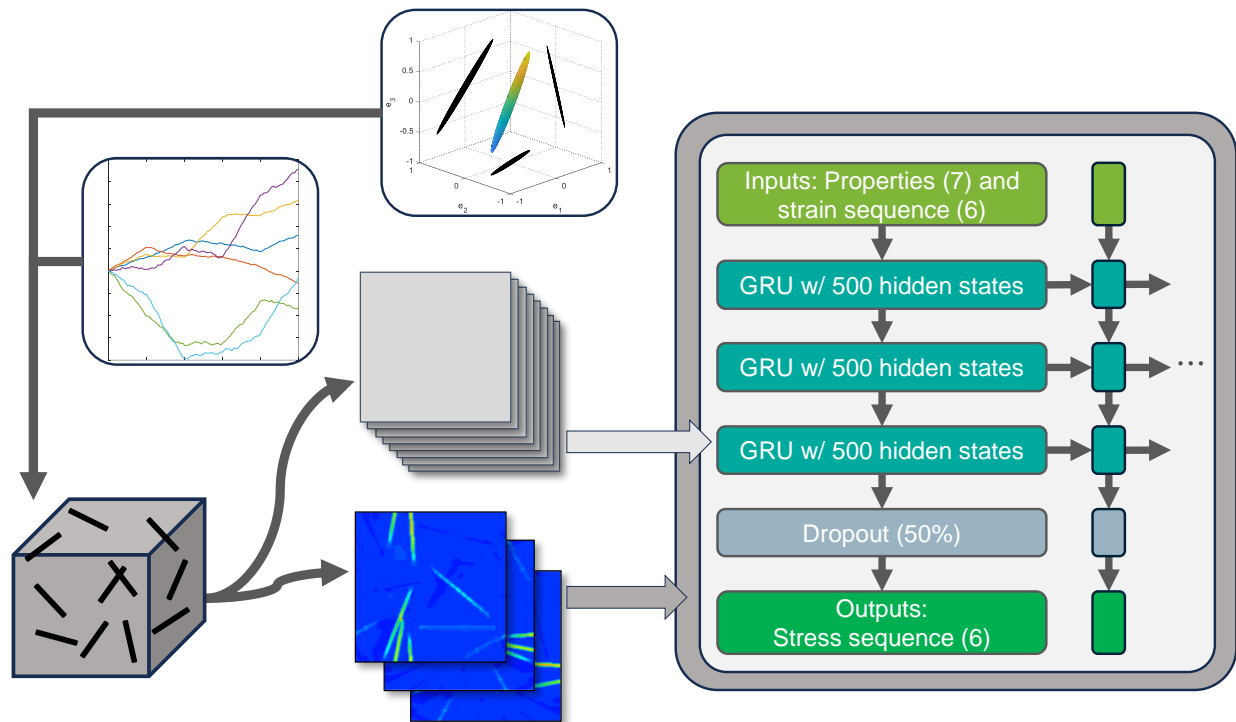 1
0.5
0
-0.5
-1
e3
1
0
-1
-1
0
1
e2
e1
Inputs: Properties (7) and
strain sequence (6)
GRU w/ 500 hidden states
GRU w/ 500 hidden states
...
GRU w/ 500 hidden states
Dropout (50%)
Outputs:
Stress sequence (6)